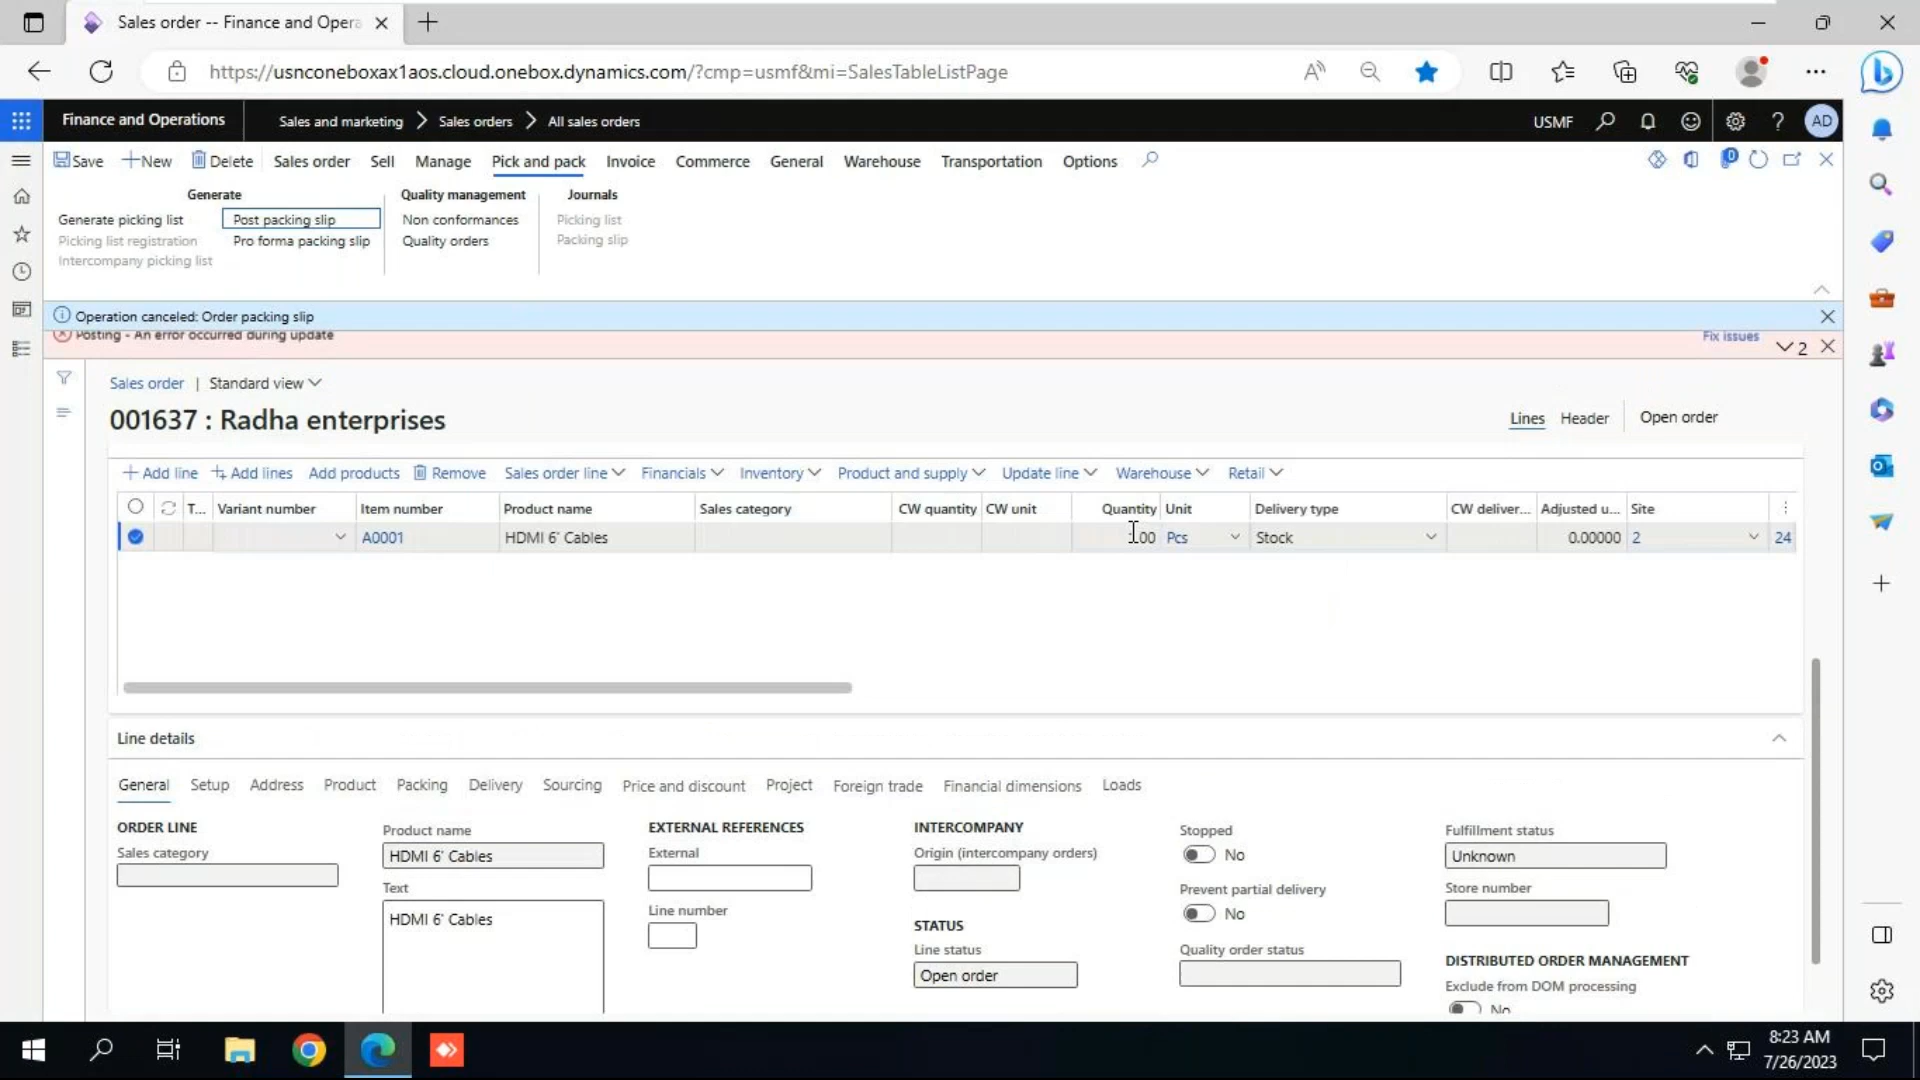 Sales order -- Finance and Opera
https://usnconeboxax1aos.cloud.onebox.dynamics.com/?cmp=usmf&mi=SalesTableListPage
Finance and Operations
Sales and marketing
Sales orders
All sales orders
USMF
AD
Save
New
Delete
Sales order
Sell
Manage
Pick and pack
Invoice
Commerce
General
Warehouse
Transportation
Options
0
Generate
Quality management
Journals
Generate picking list
Post packing slip
Non conformances
Picking list
Picking list registration
Pro forma packing slip
Quality orders
Packing slip
Intercompany picking list
Operation canceled: Order packing slip
Posting - An error occurred during update
Fix issues
2
Sales order | Standard view
001637 : Radha enterprises
Lines
Header
Open order
Add line
Add lines
Add products
Remove
Sales order line
Financials
Inventory
Product and supply
Update line
Warehouse
Retail
T...
Variant number
Item number
Product name
Sales category
CW quantity
CW unit
Quantity
Unit
Delivery type
CW deliver...
Adjusted u...
Site
A0001
HDMI 6' Cables
Pcs
Stock
0.00000
2
24
Line details
General
Setup
Address
Product
Packing
Delivery
Sourcing
Price and discount
Project
Foreign trade
Financial dimensions
Loads
ORDER LINE
Sales category
Product name
HDMI 6' Cables
Text
HDMI 6' Cables
EXTERNAL REFERENCES
External
Line number
INTERCOMPANY
Origin (intercompany orders)
STATUS
Line status
Open order
Stopped
No
Prevent partial delivery
No
Quality order status
Fulfillment status
Unknown
Store number
DISTRIBUTED ORDER MANAGEMENT
Exclude from DOM processing
No
8:23 AM
7/26/2023